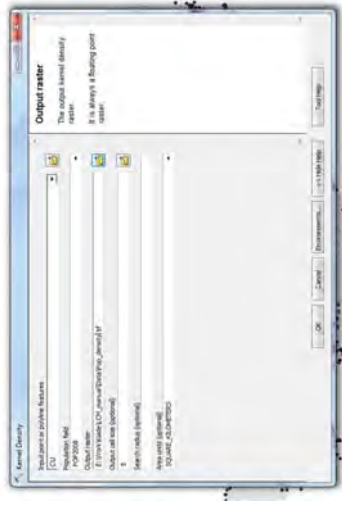 Kernel Density
Input point or polyline features
CU
Population field
POP2008
Output raster
Output cell size (optional)
5
Search radius (optional)
Area units (optional)
SQUARE_KILOMETERS
OK
Cancel
Environments...
<< Hide Help
Tool Help
Output raster
The output kernel density
raster.
It is always a floating point
raster.